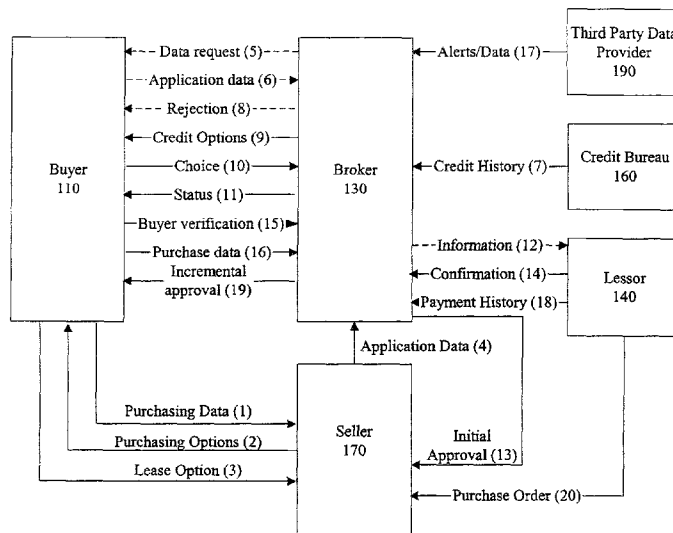 Data request (5)
Application data (6)
Rejection (8)
Credit Options (9)
Choice (10)
Status (11)
Buyer verification (15)
Purchase data (16)
Incremental
approval (19)
Buyer
110
Broker
130
Alerts/Data (17)
Third Party Data
Provider
190
Credit History (7)
Credit Bureau
160
Information (12)
Confirmation (14)
Payment History (18)
Lessor
140
Application Data (4)
Purchasing Data (1)
Purchasing Options (2)
Lease Option (3)
Seller
170
Initial
Approval (13)
Purchase Order (20)